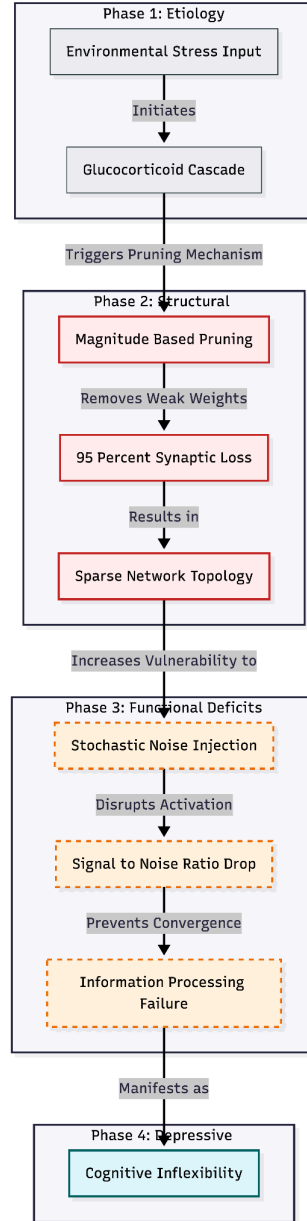 Phase 1: Etiology
Environmental Stress Input
Initiates
Glucocorticoid Cascade
Triggers Pruning Mechanism
Phase 2: Structural
Magnitude Based Pruning
Removes Weak Weights
95 Percent Synaptic Loss
Results in
Sparse Network Topology
Increases Vulnerability to
Phase 3: Functional Deficits
Stochastic Noise Injection
Disrupts Activation
Signal to Noise Ratio Drop
Prevents Convergence
Information Processing
Failure
Manifests as
Phase 4: Depressive
Cognitive Inflexibility